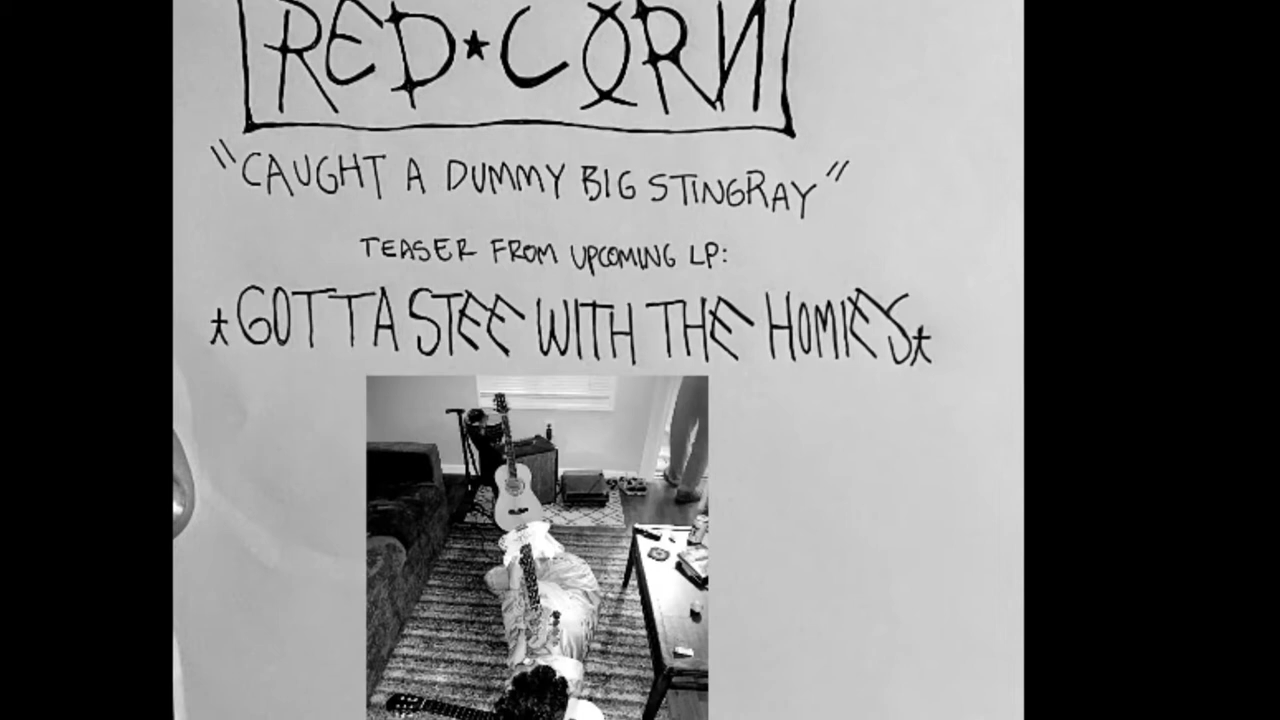 RED★CORN
"CAUGHT A DUMMY BIG STINGRAY"
TEASER FROM UPCOMING LP:
★GOTTA STEE WITH THE HOMIES★